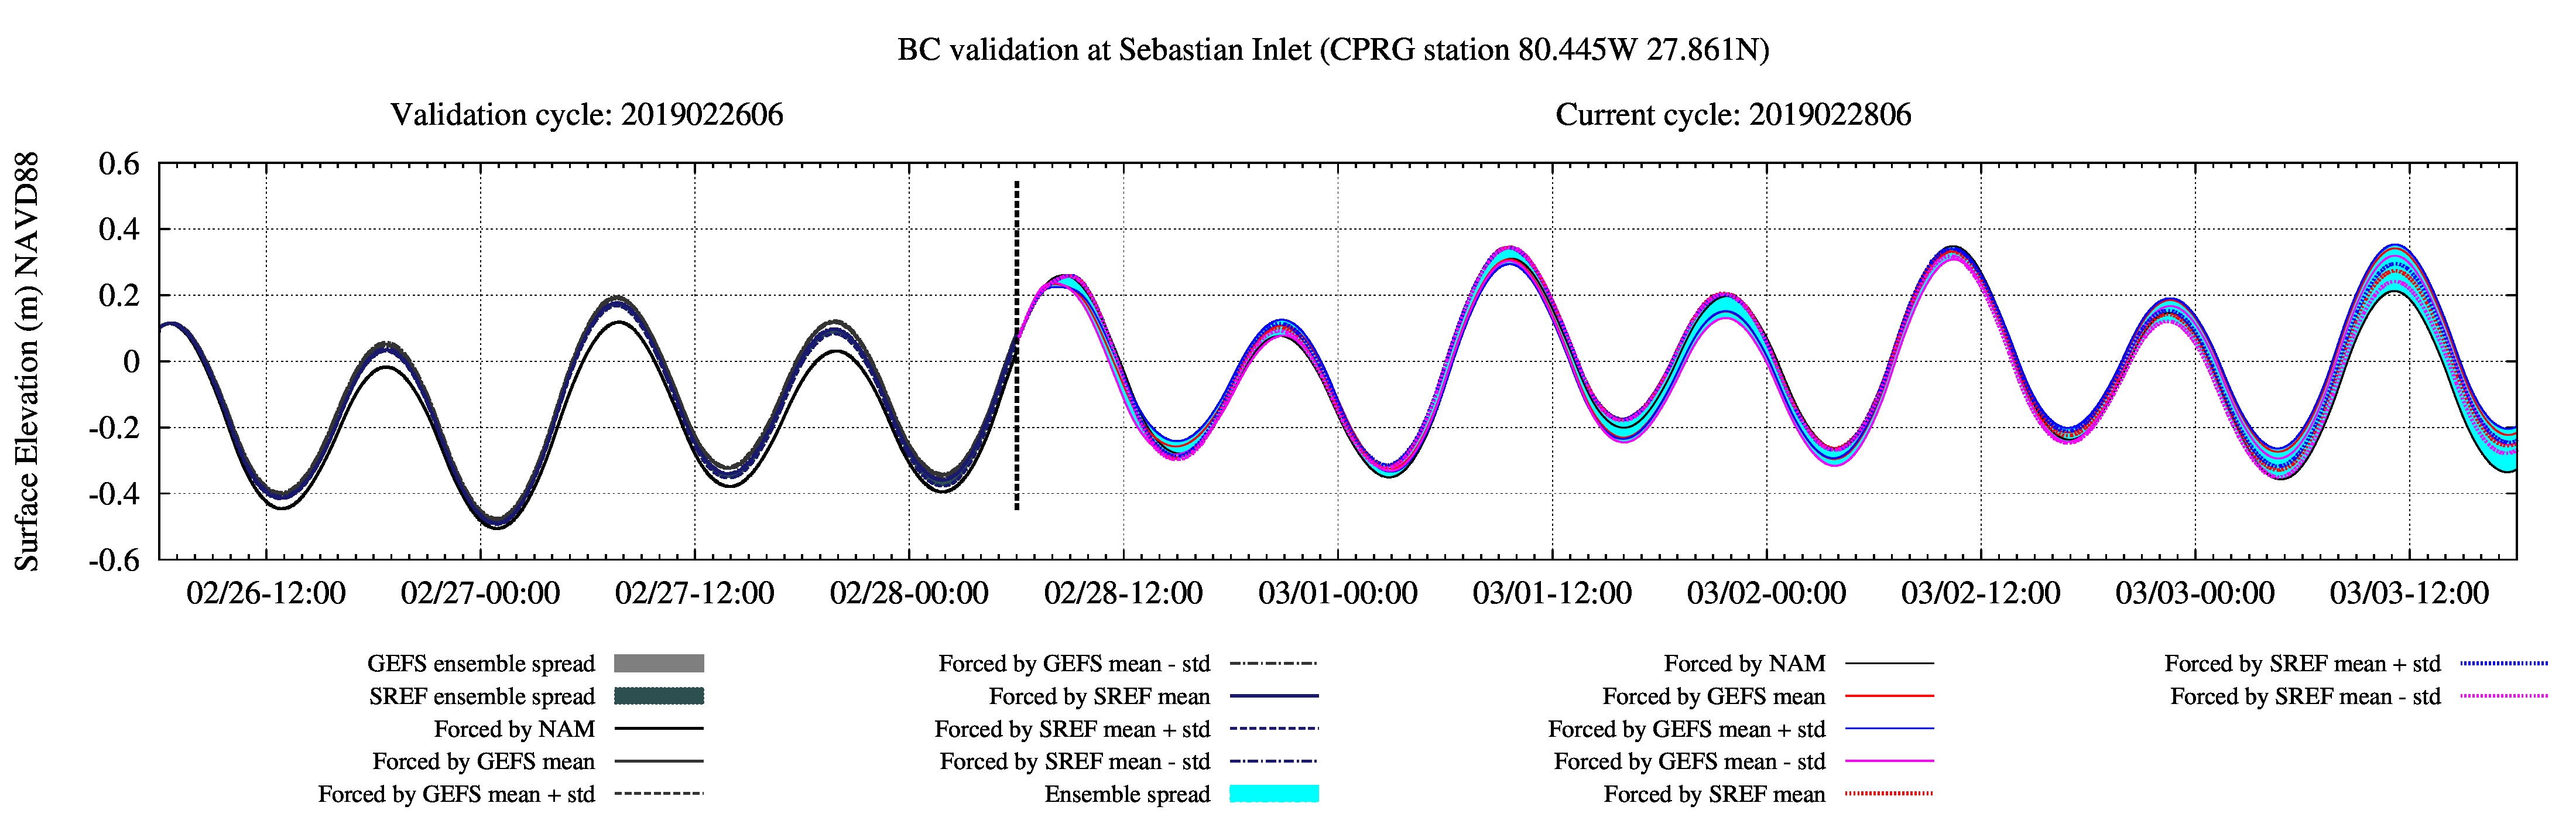 BC validation at Sebastian Inlet (CPRG station 80.445W 27.861N)
Validation cycle: 2019022606
Current cycle: 2019022806
Surface Elevation (m) NAVD88
0.6
0.4
0.2
0
-0.2
-0.4
-0.6
02/26-12:00
02/27-00:00
02/27-12:00
02/28-00:00
02/28-12:00
03/01-00:00
03/01-12:00
03/02-00:00
03/02-12:00
03/03-00:00
03/03-12:00
GEFS ensemble spread
SREF ensemble spread
Forced by NAM
Forced by GEFS mean
Forced by GEFS mean + std
Forced by GEFS mean - std
Forced by SREF mean
Forced by SREF mean + std
Forced by SREF mean - std
Ensemble spread
Forced by NAM
Forced by GEFS mean
Forced by GEFS mean + std
Forced by GEFS mean - std
Forced by SREF mean
Forced by SREF mean + std
Forced by SREF mean - std